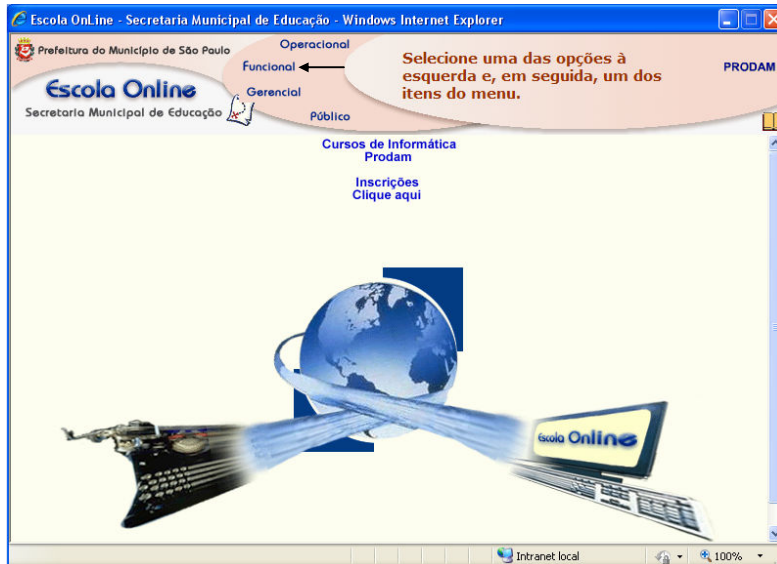 Escola OnLine - Secretaria Municipal de Educação - Windows Internet Explorer
Prefeitura do Município de São Paulo
Escola Online
Secretaria Municipal de Educação
Operacional
Funcional
Gerencial
Público
Selecione uma das opções à
esquerda e, em seguida, um dos
itens do menu.
PRODAM
Cursos de Informática
Prodam
Inscrições
Clique aqui
Escola Online
Intranet local
100%